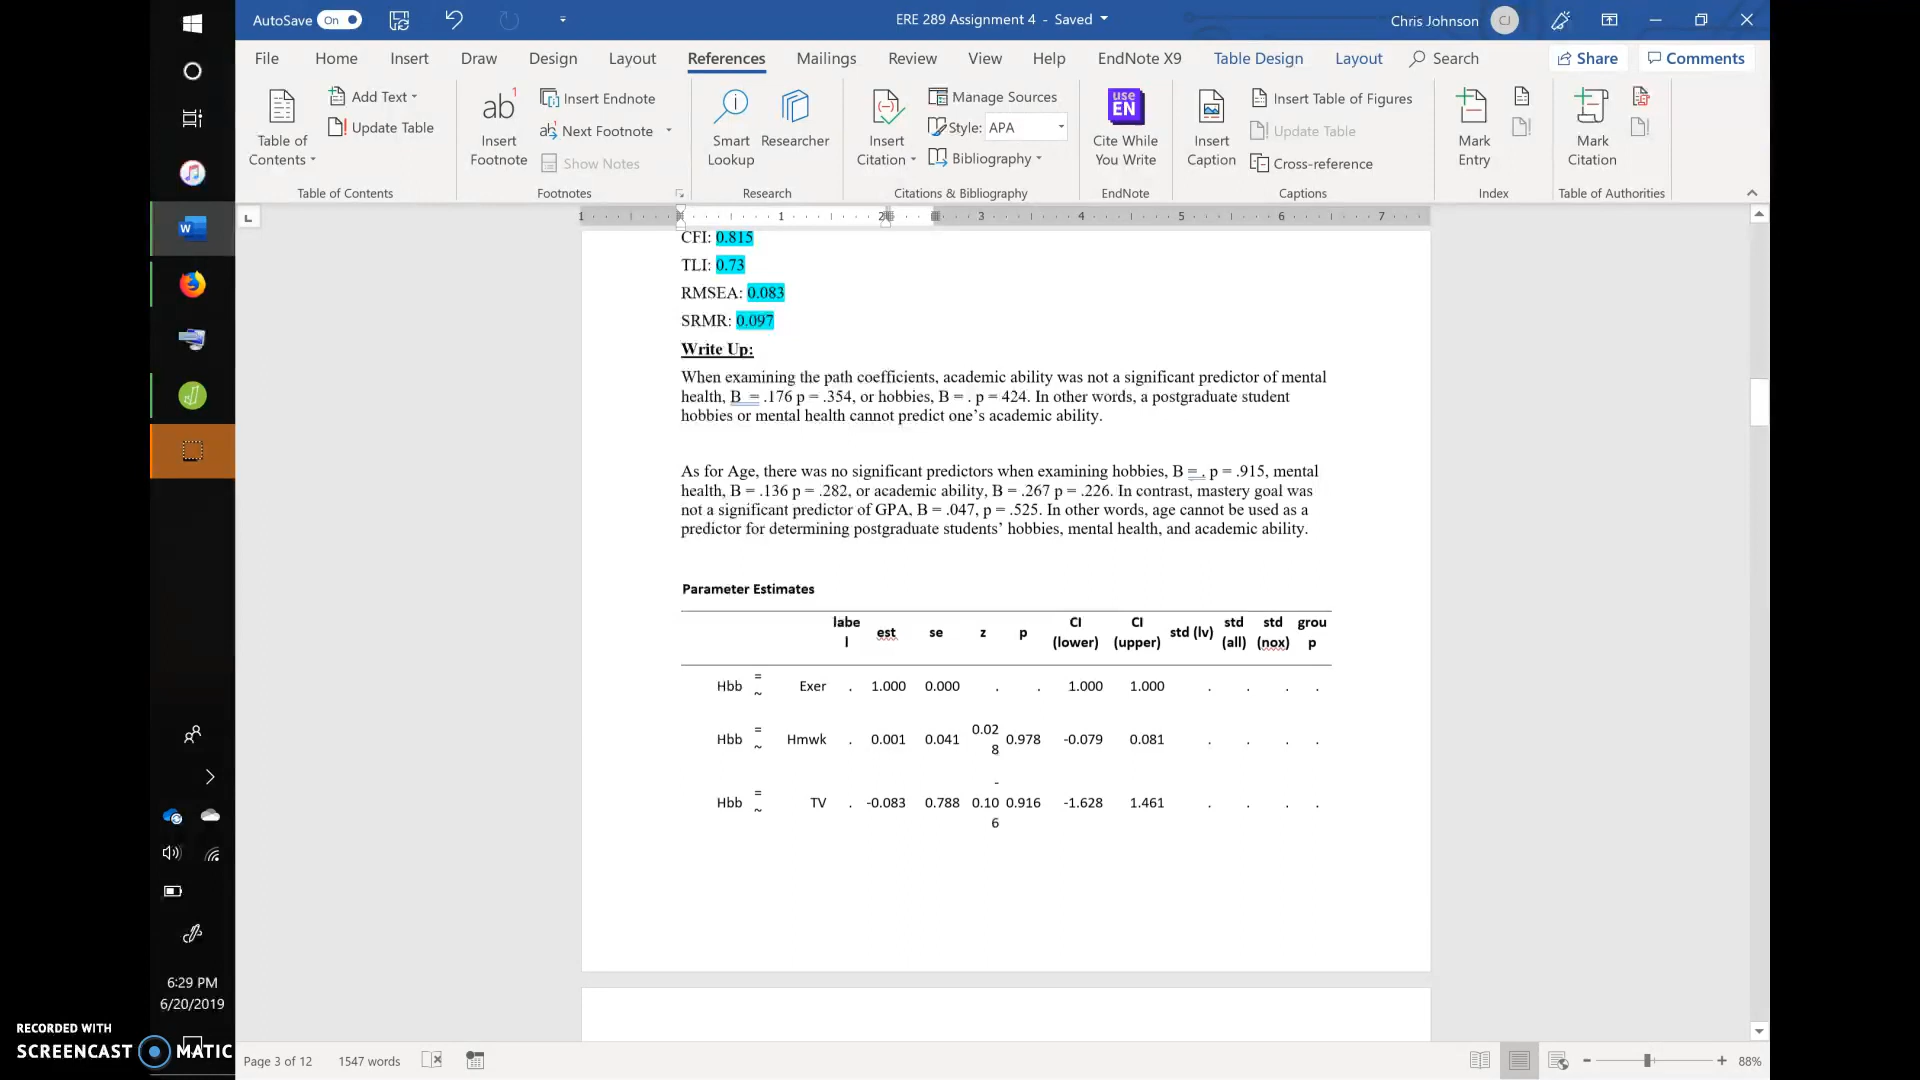 AutoSave On
ERE 289 Assignment 4 - Saved
Chris Johnson CJ
File Home Insert Draw Design Layout References Mailings Review View Help EndNote X9 Table Design Layout Search Share Comments
Table of Contents
Add Text
Update Table
Table of Contents
AB1 Insert Footnote
Insert Endnote
Next Footnote
Show Notes
Footnotes
Smart Lookup
Researcher
Research
Insert Citation
Manage Sources
Style: APA
Bibliography
Citations & Bibliography
use EN
Cite While You Write
EndNote
Insert Caption
Insert Table of Figures
Update Table
Cross-reference
Captions
Mark Entry
Index
Mark Citation
Table of Authorities
1 1 2 3 4 5 6 7
CFI: 0.815
TLI: 0.73
RMSEA: 0.083
SRMR: 0.097
Write Up:
When examining the path coefficients, academic ability was not a significant predictor of mental
health, B = .176 p = .354, or hobbies, B = . p = 424. In other words, a postgraduate student
hobbies or mental health cannot predict one’s academic ability.
As for Age, there was no significant predictors when examining hobbies, B = . p = .915, mental
health, B = .136 p = .282, or academic ability, B = .267 p = .226. In contrast, mastery goal was
not a significant predictor of GPA, B = .047, p = .525. In other words, age cannot be used as a
predictor for determining postgraduate students’ hobbies, mental health, and academic ability.
Parameter Estimates
label est se z p CI (lower) CI (upper) std (lv) std (all) std (nox) group
Hbb =~ Exer . 1.000 0.000 . . 1.000 1.000 . . . .
Hbb =~ Hmwk . 0.001 0.041 0.028 0.978 -0.079 0.081 . . . .
Hbb =~ TV . -0.083 0.788 -0.106 0.916 -1.628 1.461 . . . .
6:29 PM
6/20/2019
RECORDED WITH
SCREENCAST MATIC
Page 3 of 12 1547 words
88%